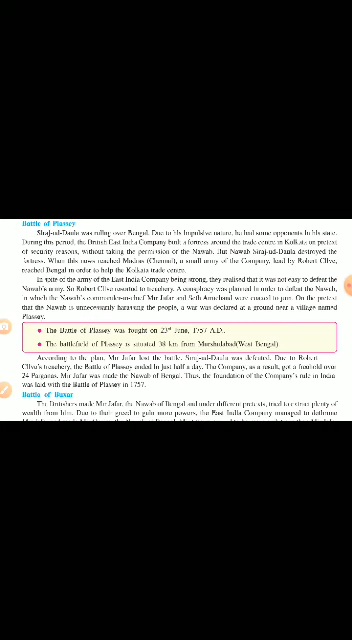 Battle of Plassey
Siraj-ud-Daula was ruling over Bengal. Due to his impulsive nature, he had some opponents in his state.
During this period, the British East India Company built a fortress around the trade centre in Kolkata on pretext
of security reasons, without taking the permission of the Nawab. But Nawab Siraj-ud-Daula destroyed the
fortress. When this news reached Madras (Chennai), a small army of the Company, lead by Robert Clive,
reached Bengal in order to help the Kolkata trade centre.
In spite of the army of the East India Company being strong, they realised that it was not easy to defeat the
Nawab's army. So Robert Clive resorted to treachery. A conspiracy was planned in order to defeat the Nawab,
in which the Nawab's commander-in-chief Mir Jafar and Seth Amichand were enticed to join. On the pretext
that the Nawab is unnecessarily harassing the people, a war was declared at a ground near a village named
Plassey.
• The Battle of Plassey was fought on 23rd June, 1757 A.D.
• The battlefield of Plassey is situated 38 km from Murshidabad(West Bengal)
According to the plan, Mir Jafar lost the battle. Siraj-ud-Daula was defeated. Due to Robert
Clive's treachery, the Battle of Plassey ended in just half a day. The Company, as a result, got a foothold over
24 Parganas. Mir Jafar was made the Nawab of Bengal. Thus, the foundation of the Company's rule in India
was laid with the Battle of Plassey in 1757.
Battle of Buxar
The Britishers made Mir Jafar, the Nawab of Bengal and under different pretexts, tried to extract plenty of
wealth from him. Due to their greed to gain more powers, the East India Company managed to dethrone